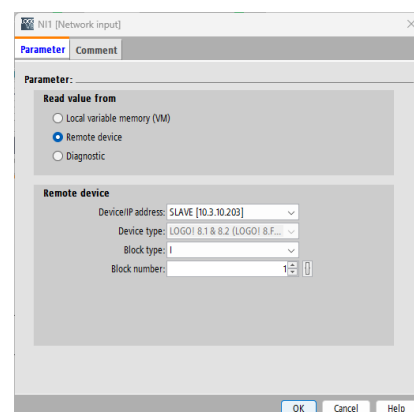 NI1 [Network input]
Parameter Comment
Parameter:
Read value from
Local variable memory (VM)
Remote device
Diagnostic
Remote device
Device/IP address: SLAVE [10.3.10.203]
Device type: LOGO! 8.1 & 8.2 (LOGO! 8.F...
Block type: I
Block number: 1
OK Cancel Help